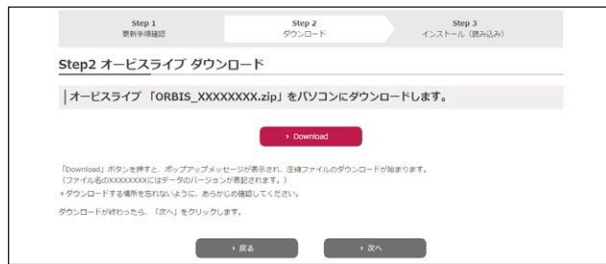 Step 1
更新手順確認
Step 2
ダウンロード
Step 3
インストール（読み込み）
Step2 オービスライブ ダウンロード
オービスライブ 「ORBIS_XXXXXXXX.zip」をパソコンにダウンロードします。
› Download
「Download」ボタンを押すと、ポップアップメッセージが表示され、圧縮ファイルのダウンロードが始まります。
（ファイル名のXXXXXXXXにはデータのバージョンが表記されます。）
＊ダウンロードする場所を忘れないように、あらかじめ確認してください。
ダウンロードが終わったら、「次へ」をクリックします。
› 戻る
› 次へ